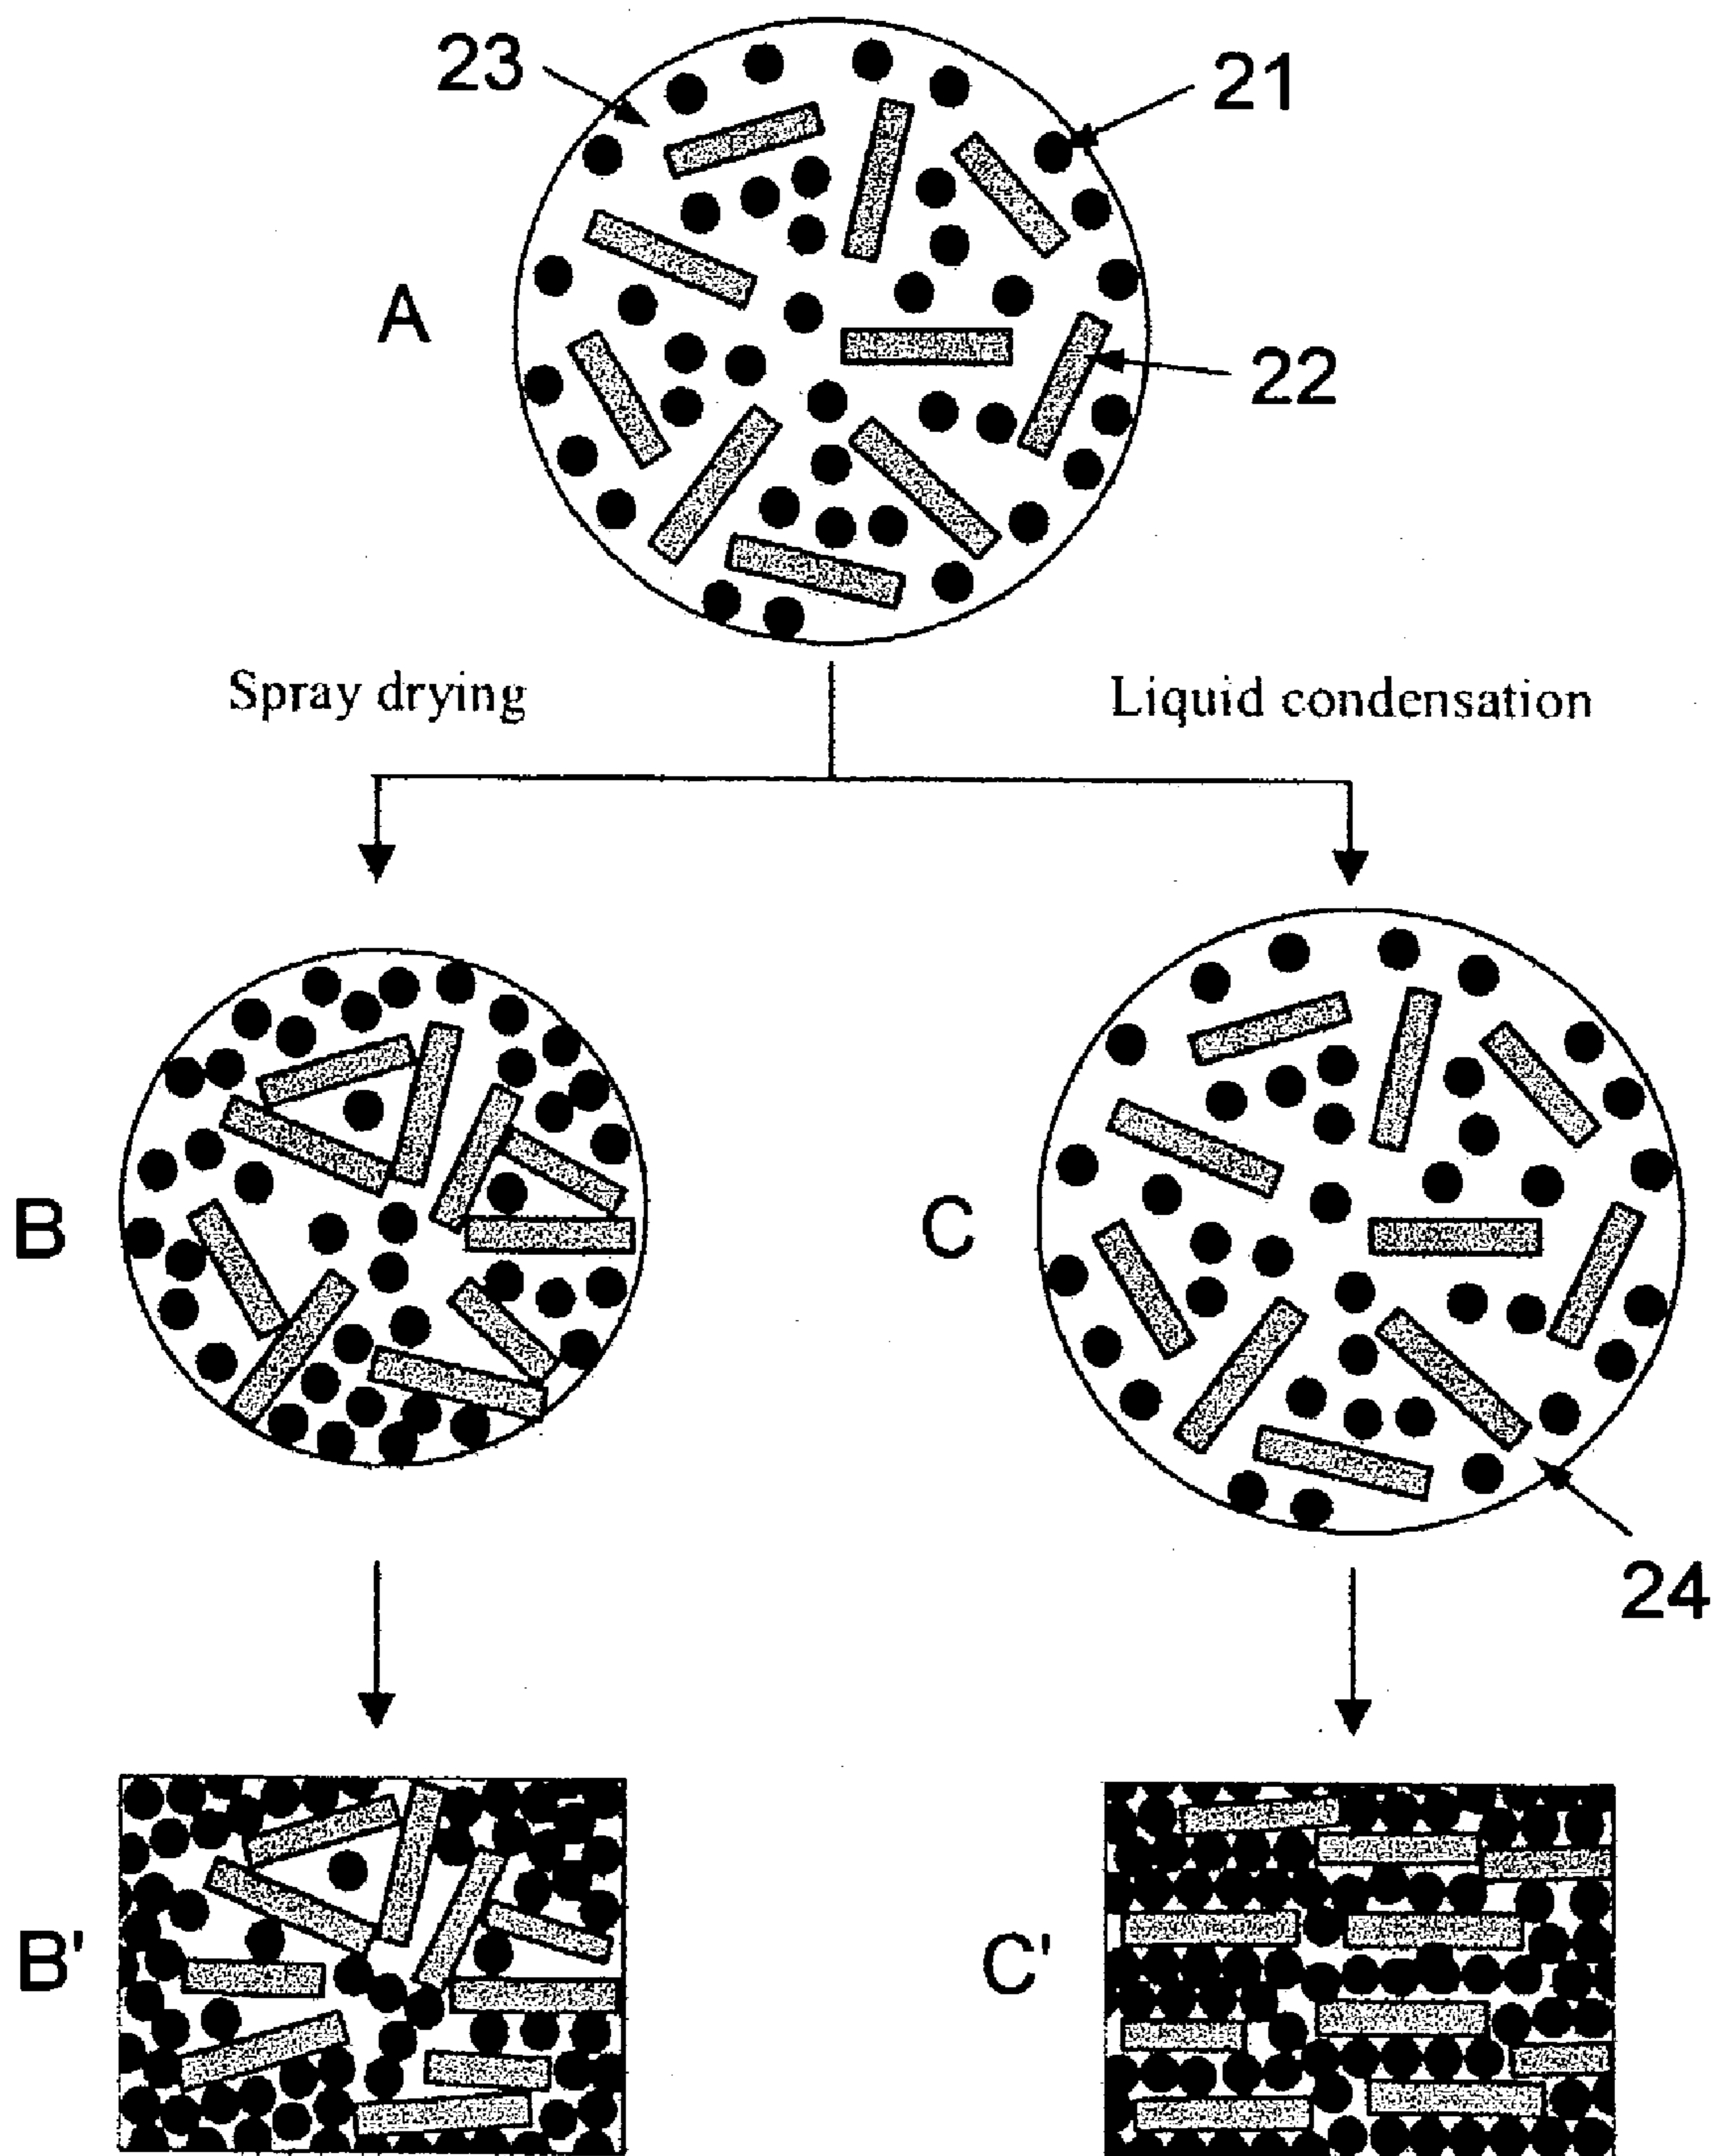 23
21
A
22
Spray drying
Liquid condensation
B
C
24
B'
C'